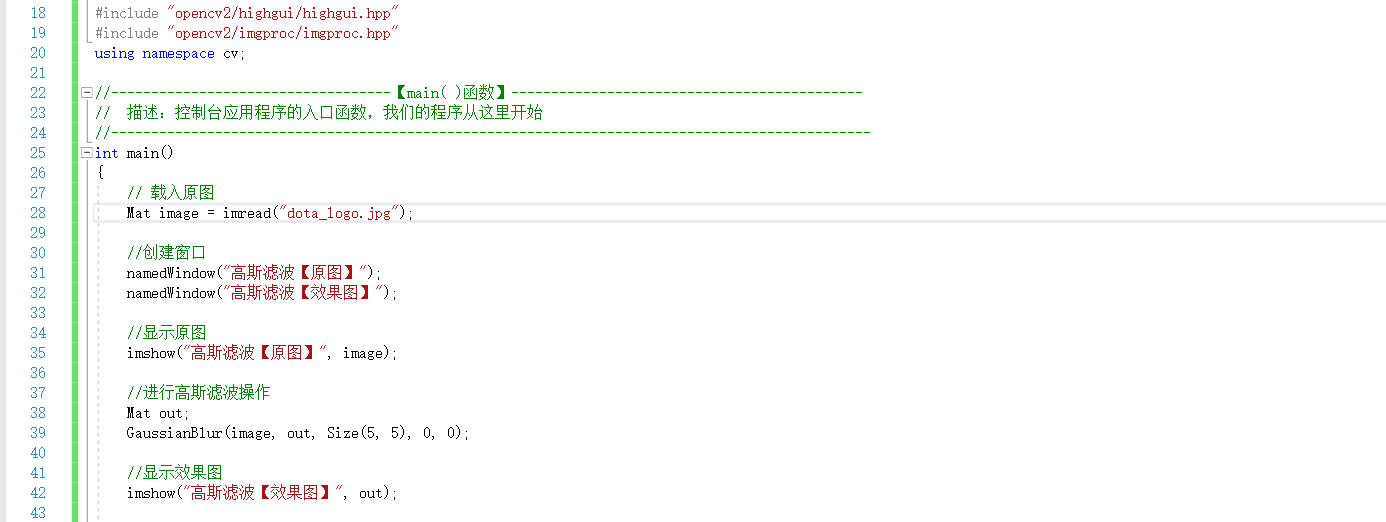 18 #include "opencv2/highgui/highgui.hpp"
19 #include "opencv2/imgproc/imgproc.hpp"
20 using namespace cv;
21
22 //-----------------------------------【main( )函数】--------------------------------------------
23 // 描述：控制台应用程序的入口函数，我们的程序从这里开始
24 //-----------------------------------------------------------------------------------------------
25 int main()
26 {
27 // 载入原图
28 Mat image = imread("dota_logo.jpg");
29
30 //创建窗口
31 namedWindow("高斯滤波【原图】");
32 namedWindow("高斯滤波【效果图】");
33
34 //显示原图
35 imshow("高斯滤波【原图】", image);
36
37 //进行高斯滤波操作
38 Mat out;
39 GaussianBlur(image, out, Size(5, 5), 0, 0);
40
41 //显示效果图
42 imshow("高斯滤波【效果图】", out);
43